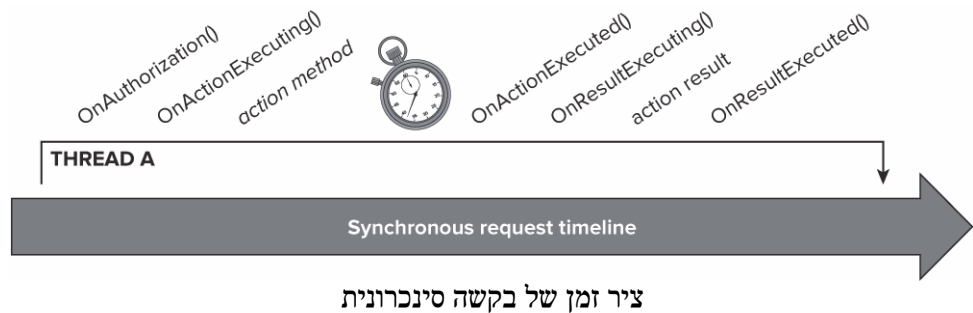 OnAuthorization()
OnActionExecuting()
action method
OnActionExecuted()
OnResultExecuting()
action result
OnResultExecuted()
THREAD A
Synchronous request timeline
ציר זמן של בקשה סינכרונית